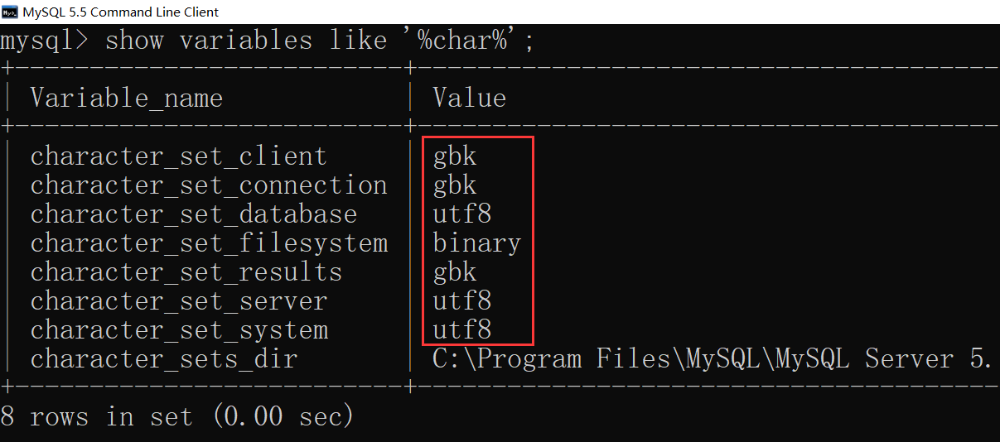 MySQL 5.5 Command Line Client
mysql> show variables like '%char%';
+--------------------------+----------------------------------------
| Variable_name | Value
+--------------------------+----------------------------------------
| character_set_client | gbk
| character_set_connection | gbk
| character_set_database | utf8
| character_set_filesystem | binary
| character_set_results | gbk
| character_set_server | utf8
| character_set_system | utf8
| character_sets_dir | C:\Program Files\MySQL\MySQL Server 5.
+--------------------------+----------------------------------------
8 rows in set (0.00 sec)